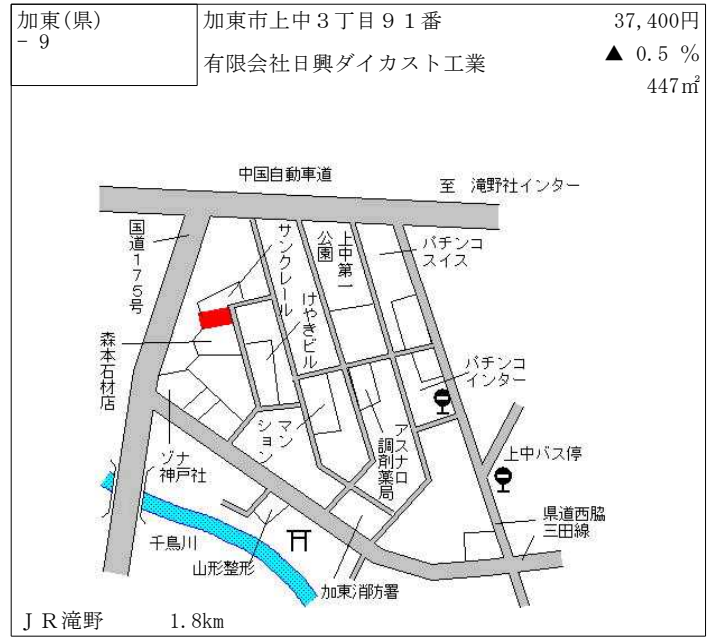 加東(県)
- 9
加東市上中３丁目９１番
有限会社日興ダイカスト工業
37,400円
▲ 0.5 %
447㎡
中国自動車道
至 滝野社インター
国道１７５号
サンクレール
上中第一
公園
パチンコ
スイス
けやきビル
森本石材店
パチンコ
インター
マン
ション
アスナロ
調剤薬局
上中バス停
ゾナ
神戸社
県道西脇
三田線
千鳥川
山形整形
加東消防署
ＪＲ滝野 1.8km